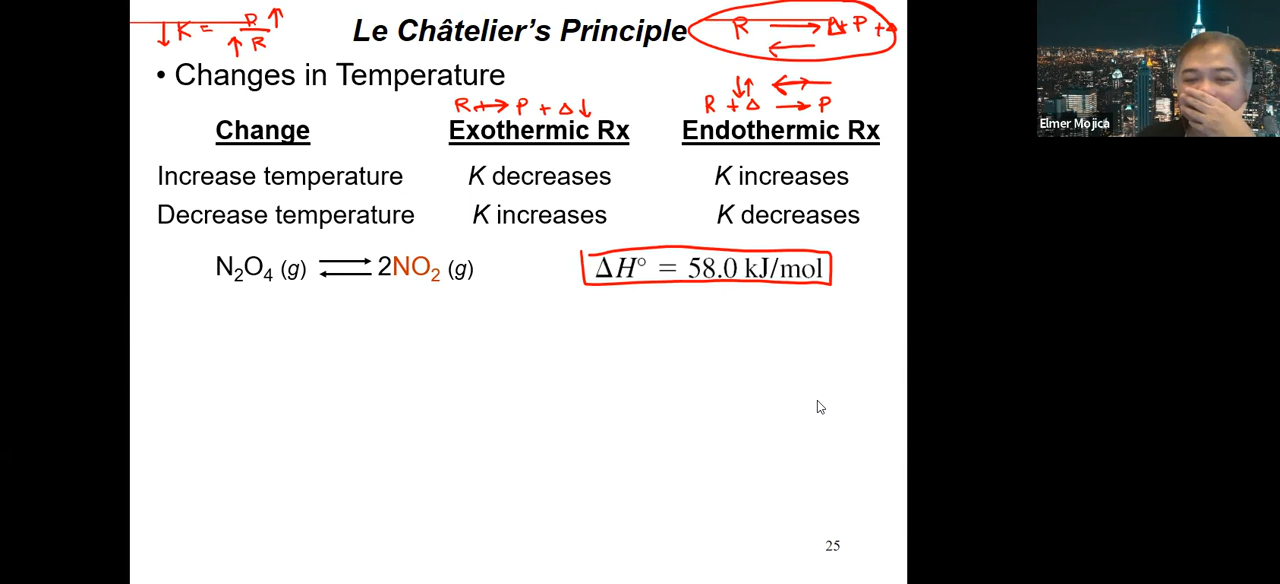 ↓ K = P↑ / ↑R
Le Châtelier’s Principle
R ⇄ P + Δ
• Changes in Temperature
R → P + Δ ↓
R + Δ → P
Change Exothermic Rx Endothermic Rx
Elmer Mojica
Increase temperature K decreases K increases
Decrease temperature K increases K decreases
N₂O₄ (g) ⇄ 2NO₂ (g) ΔH° = 58.0 kJ/mol
25